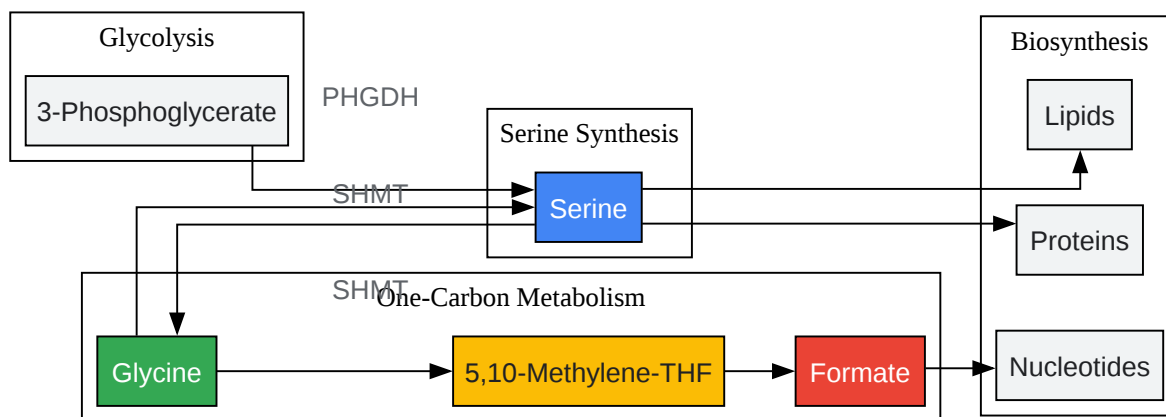 Glycolysis
3-Phosphoglycerate
PHGDH
Serine Synthesis
SHMT
Serine
SHMT
One-Carbon Metabolism
Glycine
5,10-Methylene-THF
Formate
Biosynthesis
Lipids
Proteins
Nucleotides